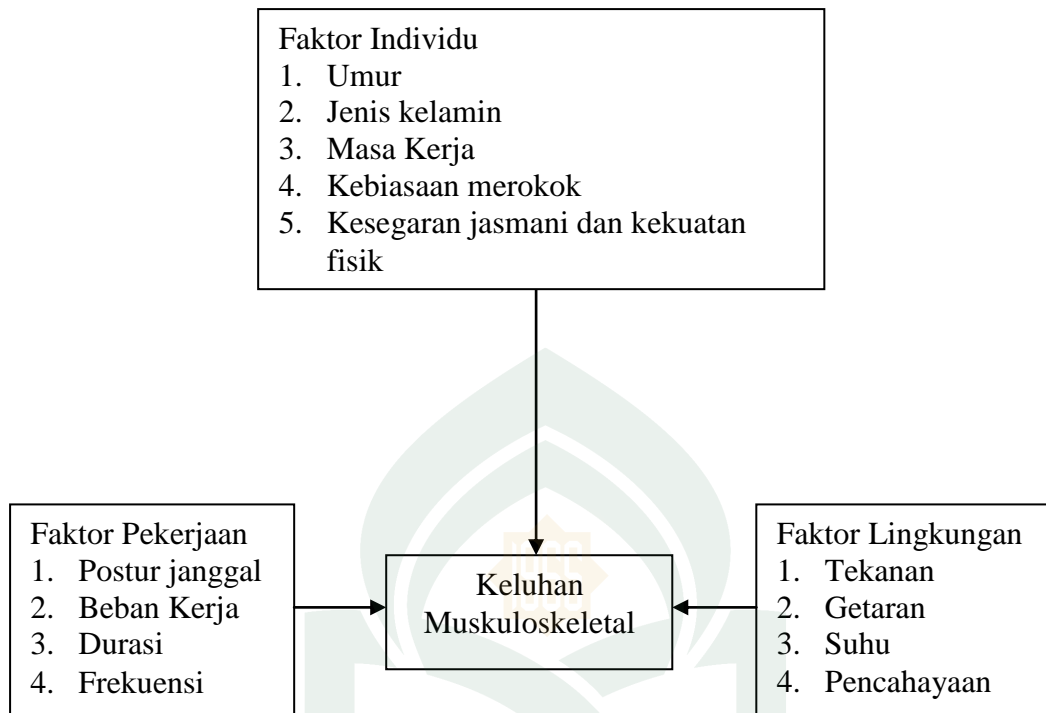 Faktor Individu
1. Umur
2. Jenis kelamin
3. Masa Kerja
4. Kebiasaan merokok
5. Kesegaran jasmani dan kekuatan
fisik
Faktor Pekerjaan
1. Postur janggal
2. Beban Kerja
3. Durasi
4. Frekuensi
Keluhan
Muskuloskeletal
Faktor Lingkungan
1. Tekanan
2. Getaran
3. Suhu
4. Pencahayaan